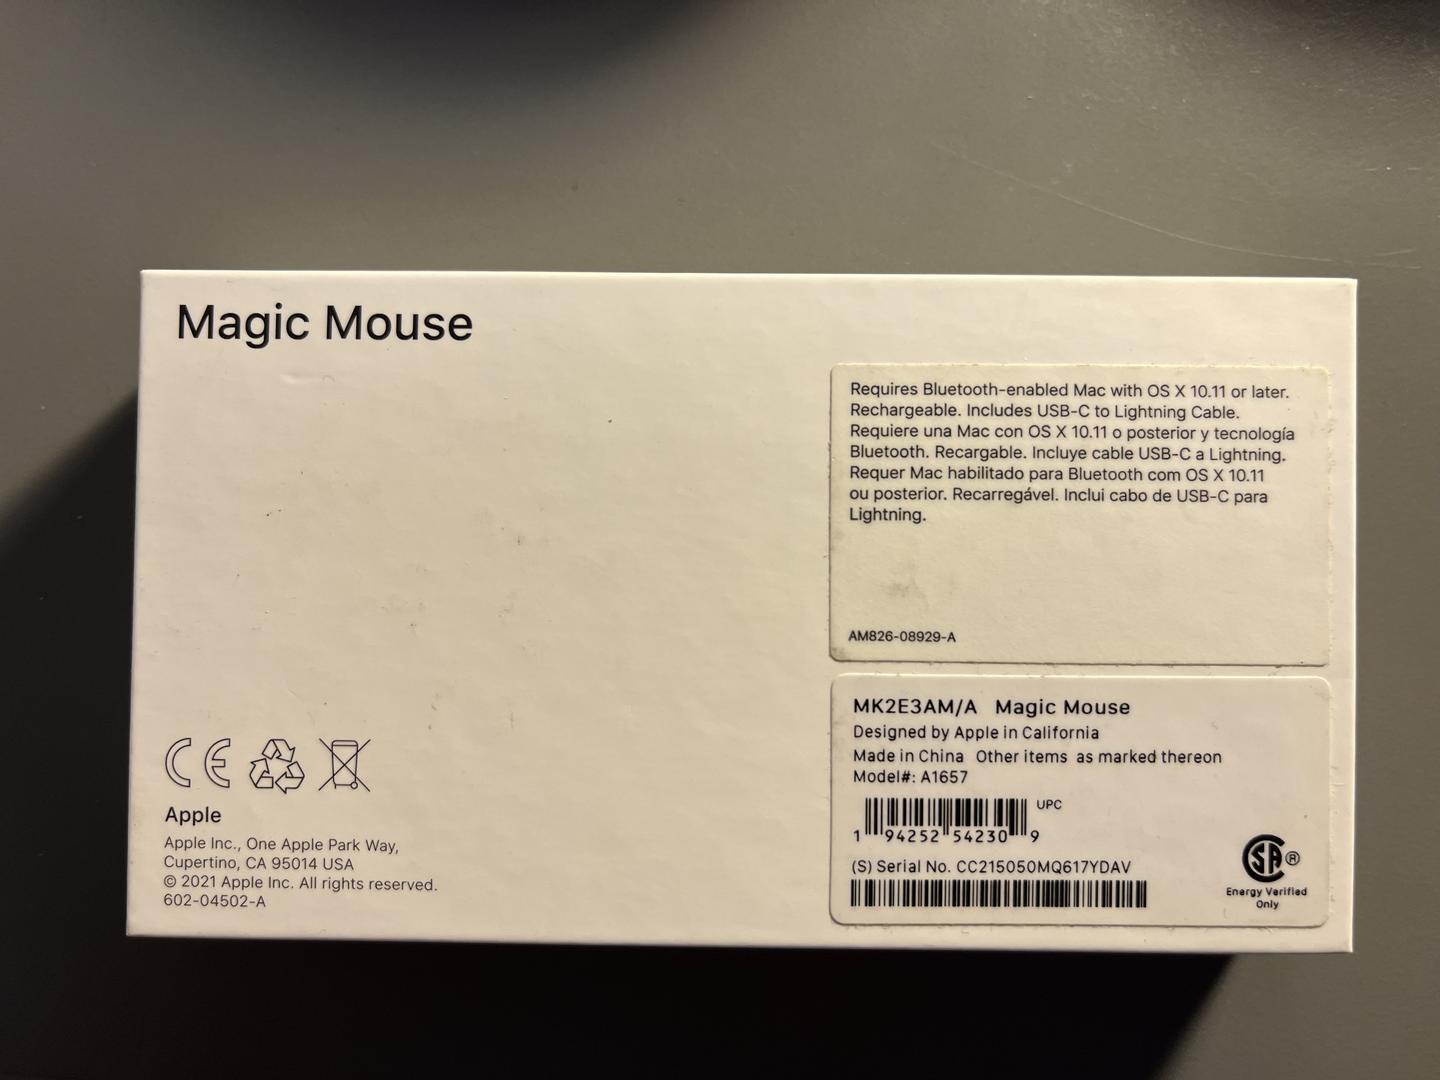 Magic Mouse
Requires Bluetooth-enabled Mac with OS X 10.11 or later.
Rechargeable. Includes USB-C to Lightning Cable.
Requiere una Mac con OS X 10.11 o posterior y tecnología
Bluetooth. Recargable. Incluye cable USB-C a Lightning.
Requer Mac habilitado para Bluetooth com OS X 10.11
ou posterior. Recarregável. Inclui cabo de USB-C para
Lightning.
AM826-08929-A
MK2E3AM/A Magic Mouse
Designed by Apple in California
Made in China Other items as marked thereon
Model#: A1657
UPC
1 94252 54230 9
(S) Serial No. CC215050MQ617YDAV
SA ®
Energy Verified
Only
CE
Apple
Apple Inc., One Apple Park Way,
Cupertino, CA 95014 USA
© 2021 Apple Inc. All rights reserved.
602-04502-A